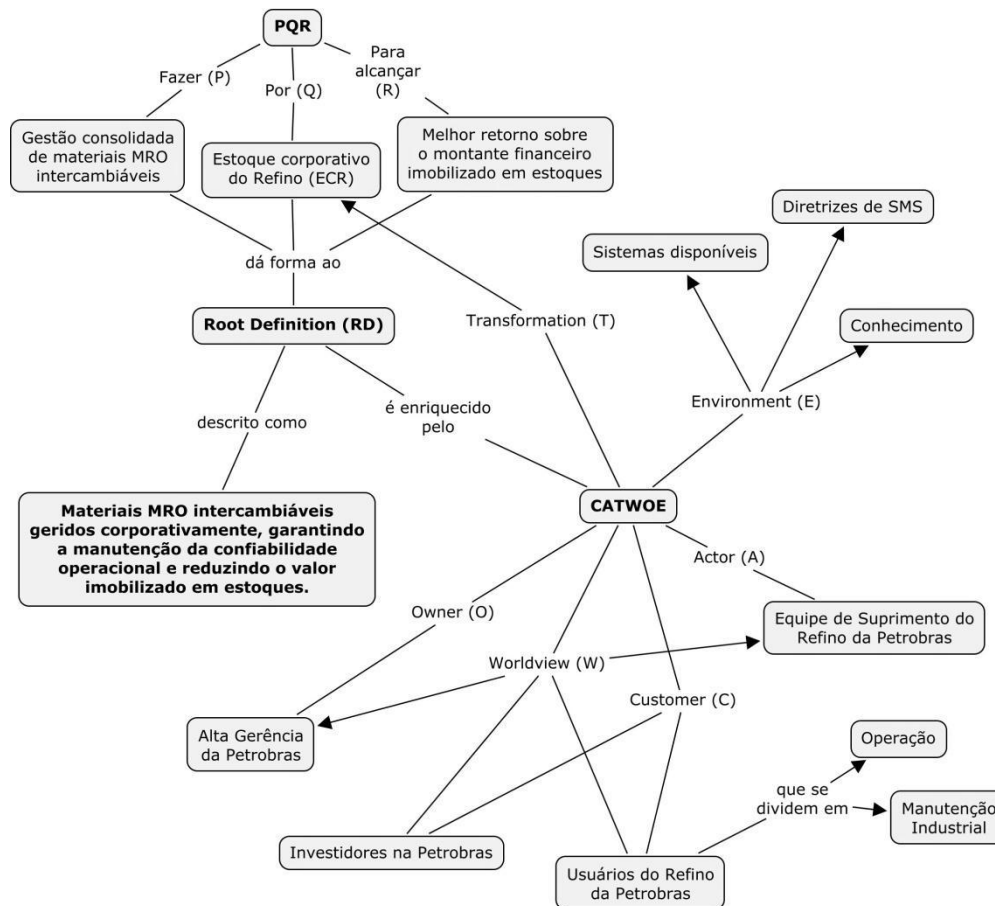 PQR
Fazer (P)
Por (Q)
Para
alcançar
(R)
Gestão consolidada
de materiais MRO
intercambiáveis
Estoque corporativo
do Refino (ECR)
Melhor retorno sobre
o montante financeiro
imobilizado em estoques
dá forma ao
Root Definition (RD)
Transformation (T)
Sistemas disponíveis
Diretrizes de SMS
Conhecimento
Environment (E)
descrito como
é enriquecido
pelo
Materiais MRO intercambiáveis
geridos corporativamente, garantindo
a manutenção da confiabilidade
operacional e reduzindo o valor
imobilizado em estoques.
CATWOE
Actor (A)
Owner (O)
Equipe de Suprimento do
Refino da Petrobras
Worldview (W)
Customer (C)
Alta Gerência
da Petrobras
Operação
que se
dividem em
Manutenção
Industrial
Investidores na Petrobras
Usuários do Refino
da Petrobras